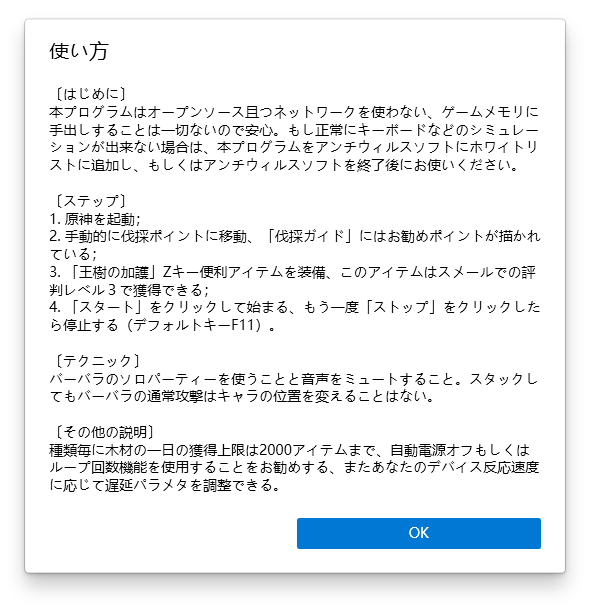 使い方
〔はじめに〕
本プログラムはオープンソース且つネットワークを使わない、ゲームメモリに
手出しすることは一切ないので安心。もし正常にキーボードなどのシミュレー
ションが出来ない場合は、本プログラムをアンチウィルスソフトにホワイトリ
ストに追加し、もしくはアンチウィルスソフトを終了後にお使いください。
〔ステップ〕
1. 原神を起動；
2. 手動的に伐採ポイントに移動、「伐採ガイド」にはお勧めポイントが描かれ
ている；
3. 「王樹の加護」Zキー便利アイテムを装備、このアイテムはスメールでの評
判レベル３で獲得できる；
4. 「スタート」をクリックして始まる、もう一度「ストップ」をクリックした
ら停止する（デフォルトキーF11）。
〔テクニック〕
バーバラのソロパーティーを使うことと音声をミュートすること。スタックし
てもバーバラの通常攻撃はキャラの位置を変えることはない。
〔その他の説明〕
種類毎に木材の一日の獲得上限は2000アイテムまで、自動電源オフもしくは
ループ回数機能を使用することをお勧めする、またあなたのデバイス反応速度
に応じて遅延パラメタを調整できる。
OK